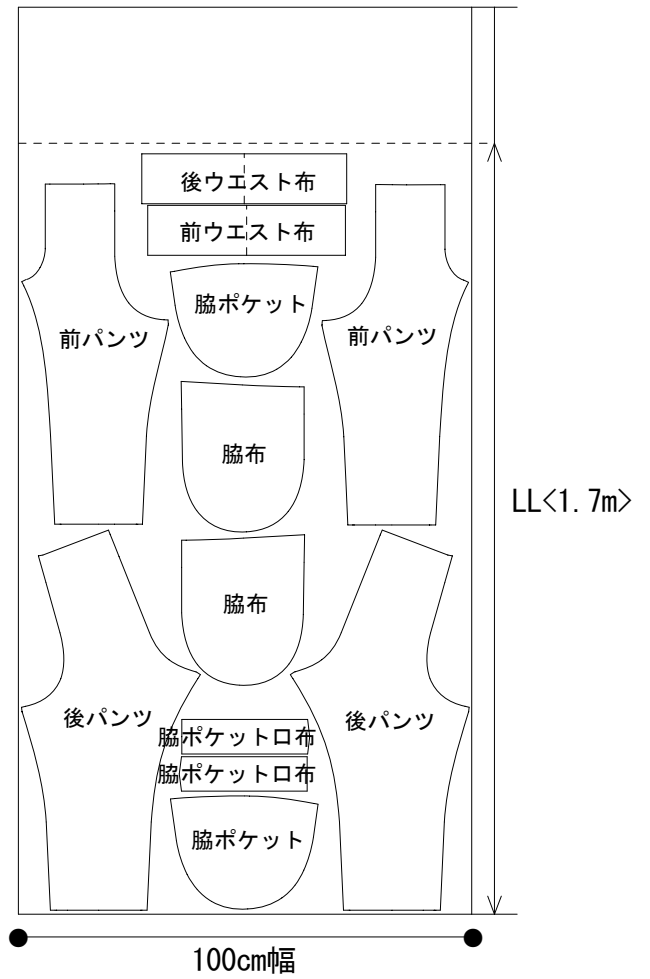 後ウエスト布
前ウエスト布
脇ポケット
前パンツ
前パンツ
脇布
LL<1.7m>
脇布
後パンツ
後パンツ
脇ポケット口布
脇ポケット口布
脇ポケット
100cm幅